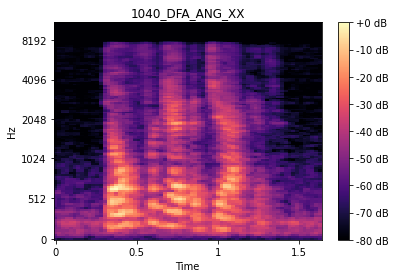 1040_DFA_ANG_XX
8192
4096
2048
1024
512
0
Hz
0
0.5
1
1.5
Time
+0 dB
-10 dB
-20 dB
-30 dB
-40 dB
-50 dB
-60 dB
-70 dB
-80 dB